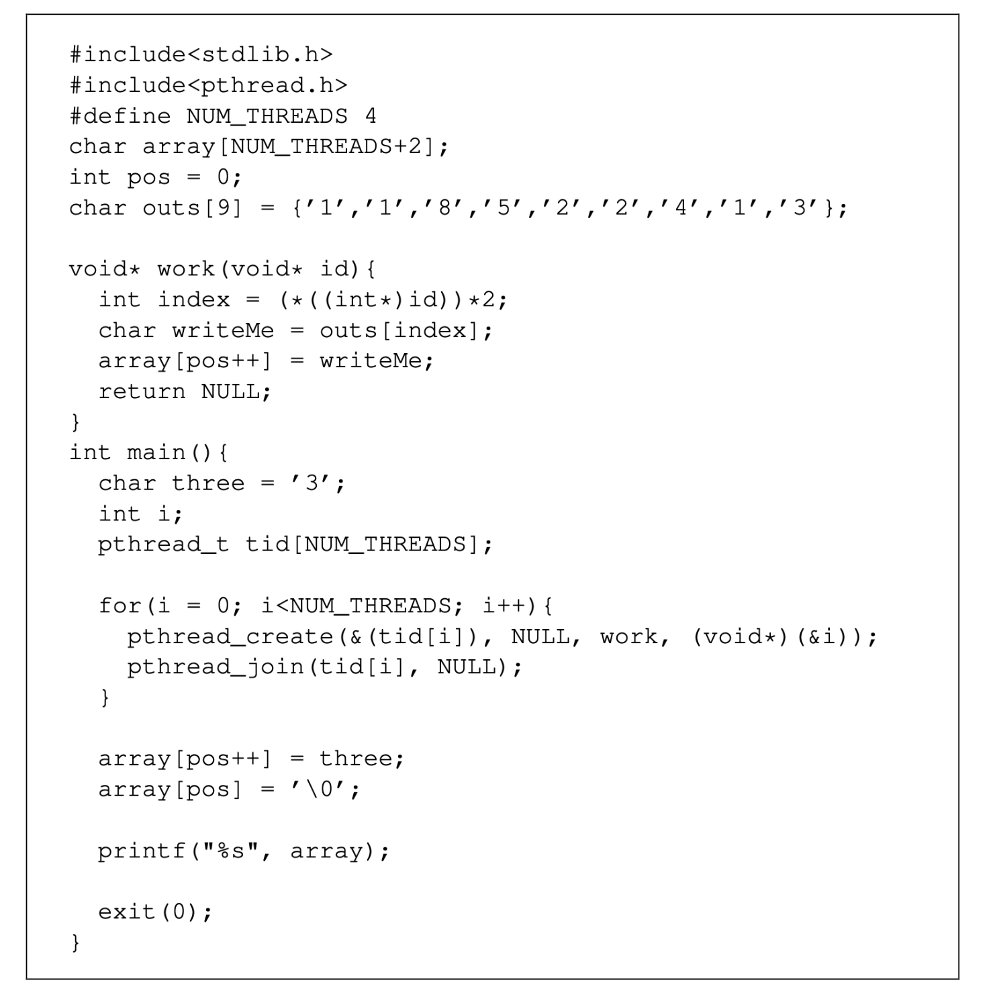 #include<stdlib.h>
#include<pthread.h>
#define NUM_THREADS 4
char array[NUM_THREADS+2];
int pos = 0;
char outs[9] = {'1','1','8','5','2','2','4','1','3'};
void* work(void* id){
int index = (*((int*)id))*2;
char writeMe = outs[index];
array[pos++] = writeMe;
return NULL;
}
int main(){
char three = '3';
int i;
pthread_t tid[NUM_THREADS];
for(i = 0; i<NUM_THREADS; i++){
pthread_create(&(tid[i]), NULL, work, (void*)(&i));
pthread_join(tid[i], NULL);
}
array[pos++] = three;
array[pos] = '\0';
printf("%s", array);
exit(0);
}